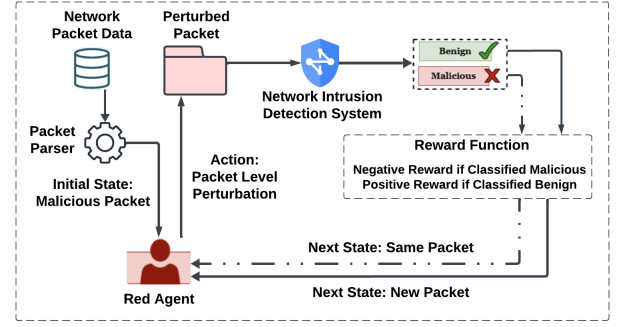 Network
Packet Data
Perturbed
Packet
Packet
Parser
Initial State:
Malicious Packet
Action:
Packet Level
Perturbation
Network Intrusion
Detection System
Benign
Malicious
Reward Function
Negative Reward if Classified Malicious
Positive Reward if Classified Benign
Next State: Same Packet
Next State: New Packet
Red Agent